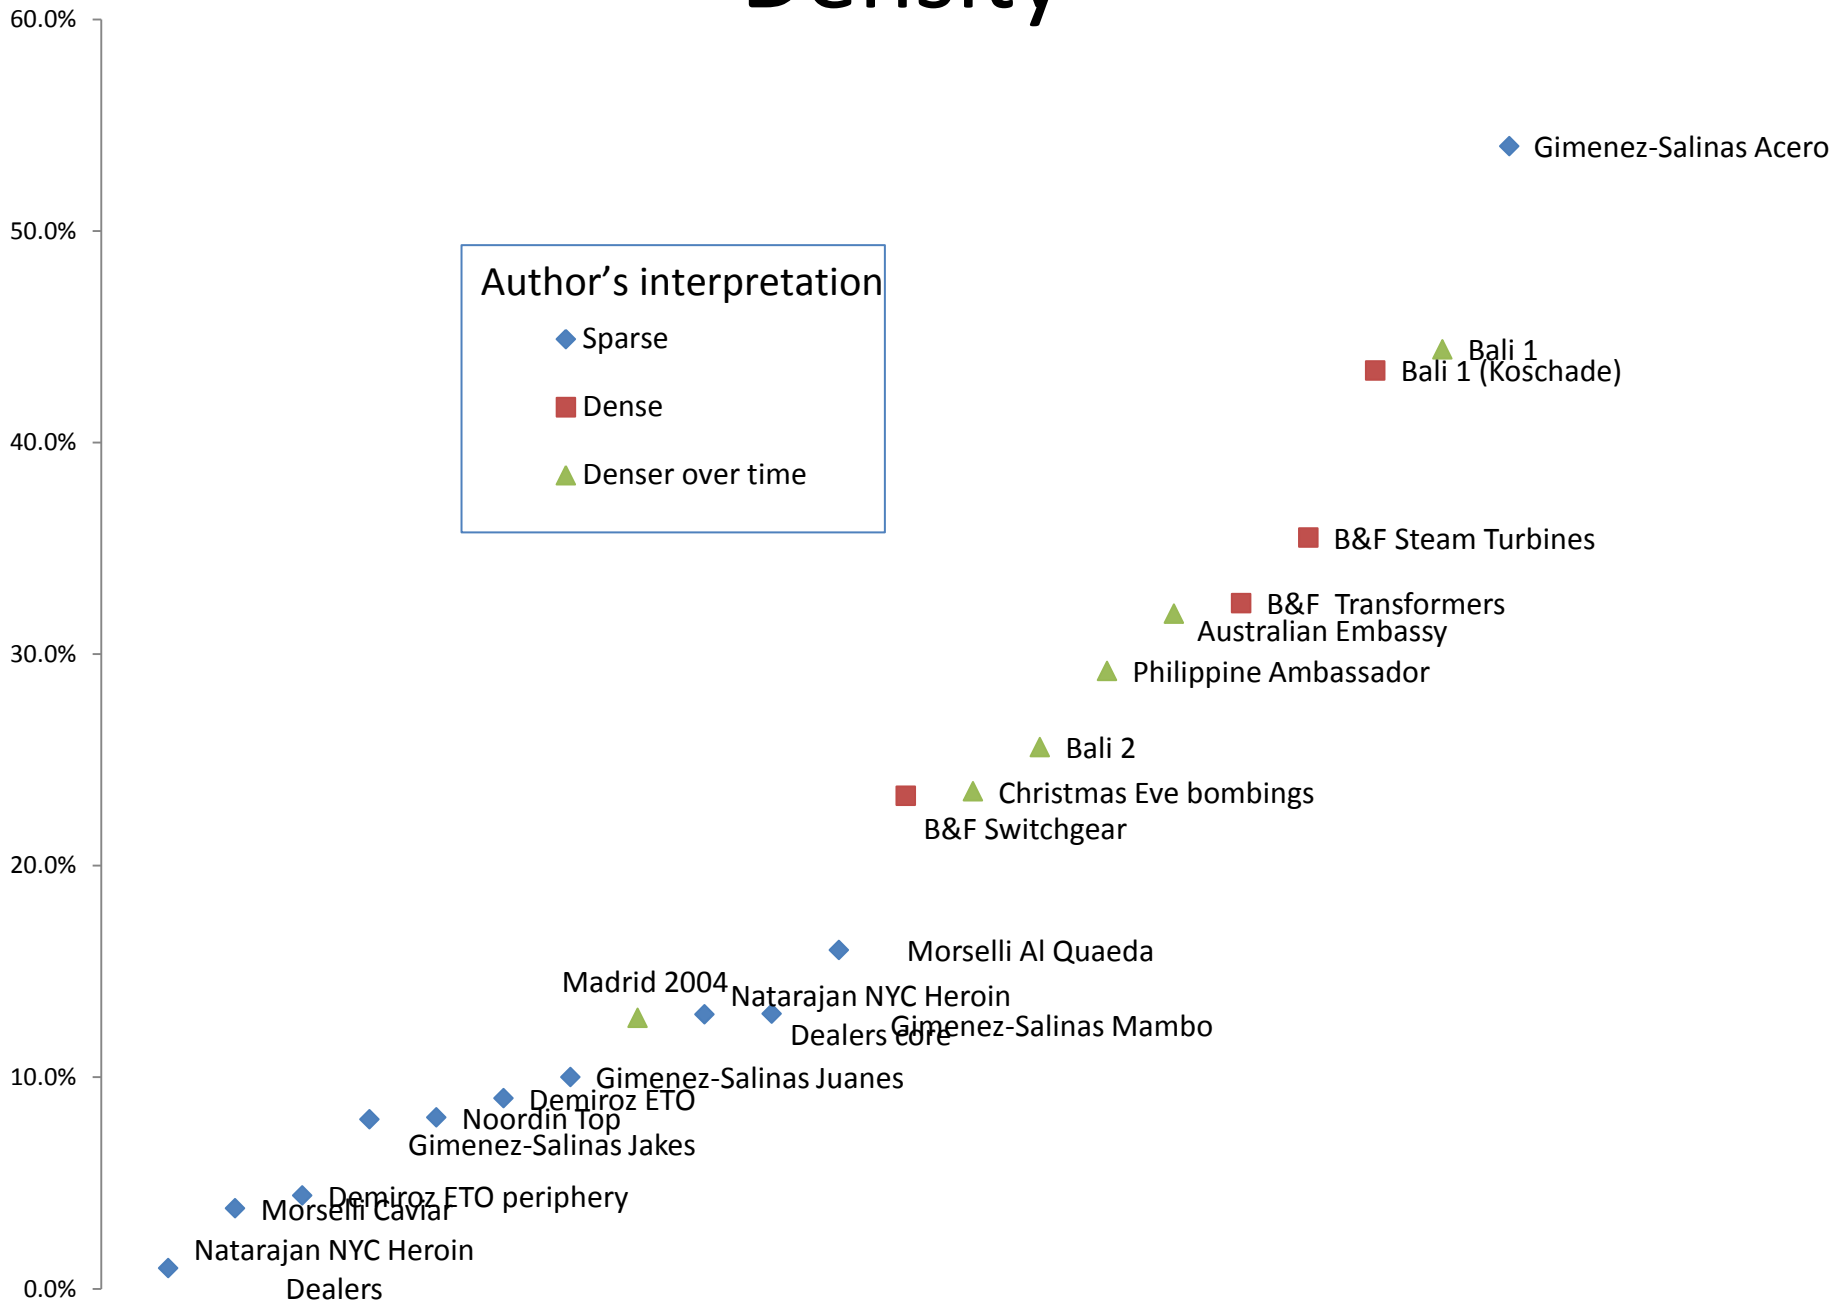 Density
60.0%
Gimenez-Salinas Acero
50.0%
Author's interpretation
Sparse
Dense
Denser over time
Bali 1
Bali 1 (Koschade)
40.0%
B&F Steam Turbines
B&F  Transformers
Australian Embassy
30.0%
Philippine Ambassador
Bali 2
Christmas Eve bombings
B&F Switchgear
20.0%
Morselli Al Quaeda
Madrid 2004
Natarajan NYC Heroin
Dealers core
Gimenez-Salinas Mambo
10.0%
Gimenez-Salinas Juanes
Demiroz ETO
Noordin Top
Gimenez-Salinas Jakes
Demiroz ETO periphery
Morselli Caviar
Natarajan NYC Heroin
Dealers
0.0%